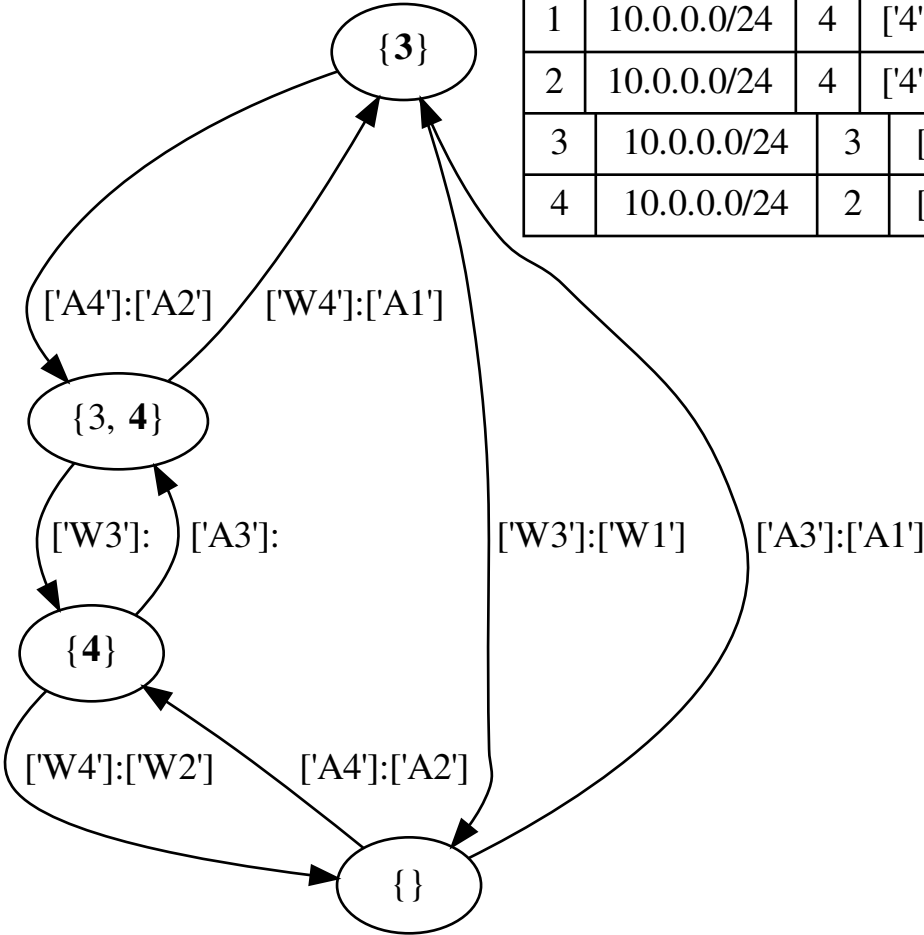 {3}
1 10.0.0.0/24 4 ['4'
2 10.0.0.0/24 4 ['4'
3 10.0.0.0/24 3 [
4 10.0.0.0/24 2 [
['A4']:['A2'] ['W4']:['A1']
{3, 4}
['W3']: ['A3']: ['W3']:['W1'] ['A3']:['A1']
{4}
['W4']:['W2'] ['A4']:['A2']
{}